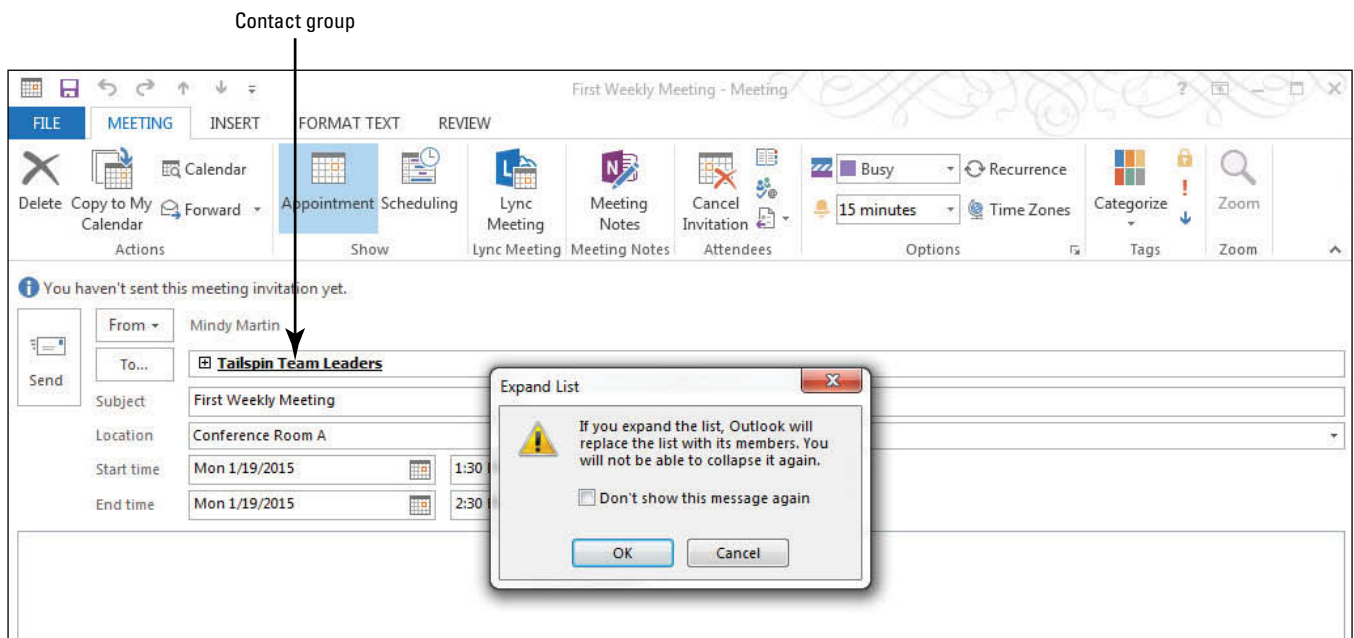 Contact group
First Weekly Meeting - Meeting
?
FILE MEETING INSERT FORMAT TEXT REVIEW
Delete
Copy to My Calendar
Calendar
Forward
Actions
Appointment Scheduling
Show
Lync Meeting
Lync Meeting
Meeting Notes
Meeting Notes
Cancel Invitation
Attendees
Busy
Recurrence
15 minutes
Time Zones
Options
Categorize
Tags
Zoom
Zoom
You haven't sent this meeting invitation yet.
Send
From Mindy Martin
To... Tailspin Team Leaders
Subject First Weekly Meeting
Location Conference Room A
Start time Mon 1/19/2015 1:30
End time Mon 1/19/2015 2:30
Expand List
If you expand the list, Outlook will
replace the list with its members. You
will not be able to collapse it again.
Don't show this message again
OK Cancel